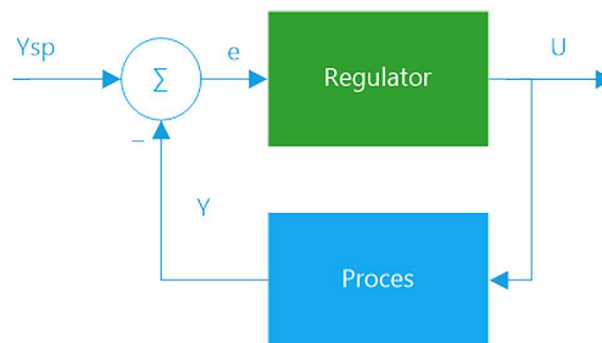 Ysp
Σ
e
Regulator
U
−
Y
Proces